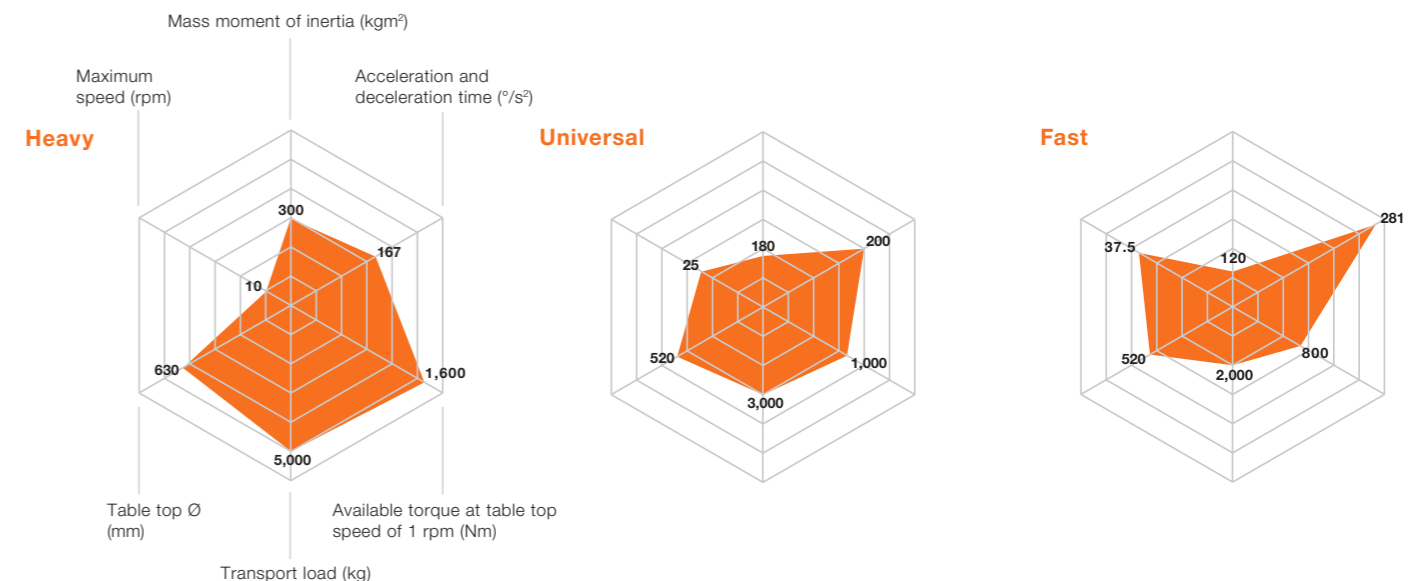 Mass moment of inertia (kgm²)
Maximum
speed (rpm)
Acceleration and
deceleration time (°/s²)
Heavy
300
167
10
630
1,600
5,000
Table top Ø
(mm)
Available torque at table top
speed of 1 rpm (Nm)
Transport load (kg)
Universal
180
200
25
520
1,000
3,000
Fast
281
37.5
120
520
800
2,000